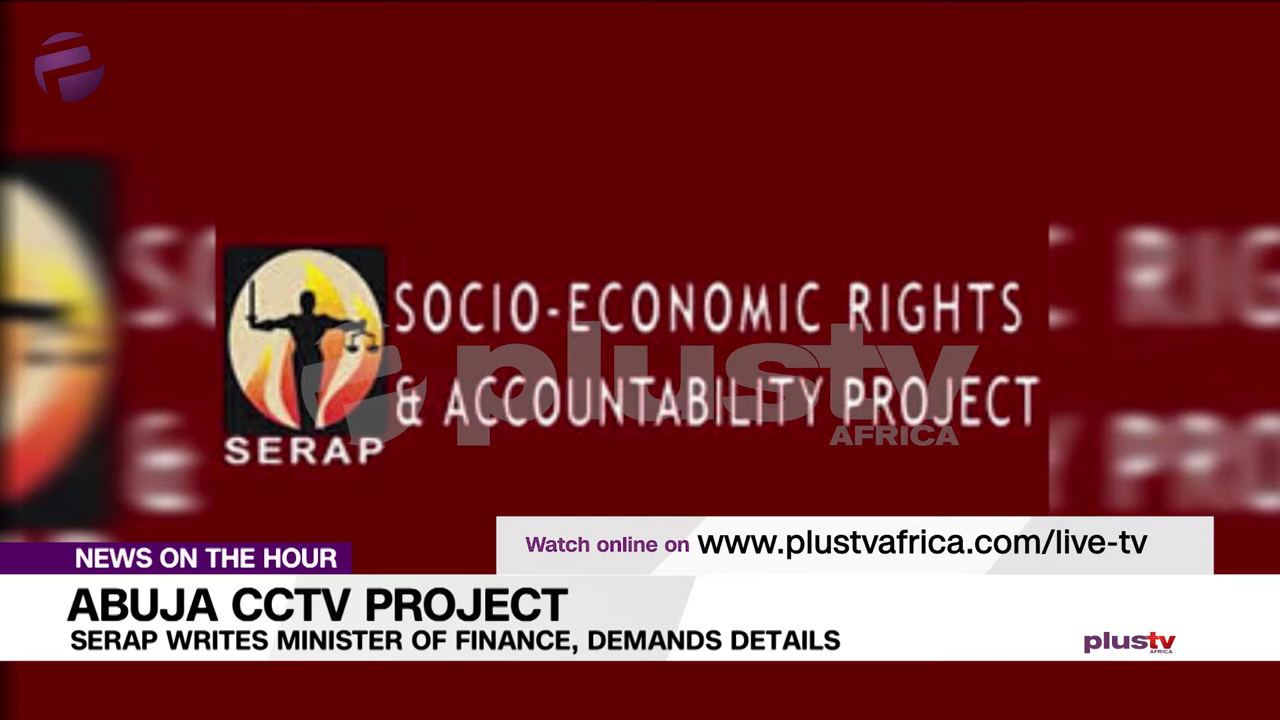 SOCIO-ECONOMIC RIGHTS
& ACCOUNTABILITY PROJECT
SERAP
plustv
AFRICA
Watch online on www.plustvafrica.com/live-tv
NEWS ON THE HOUR
ABUJA CCTV PROJECT
SERAP WRITES MINISTER OF FINANCE, DEMANDS DETAILS
plustv
AFRICA